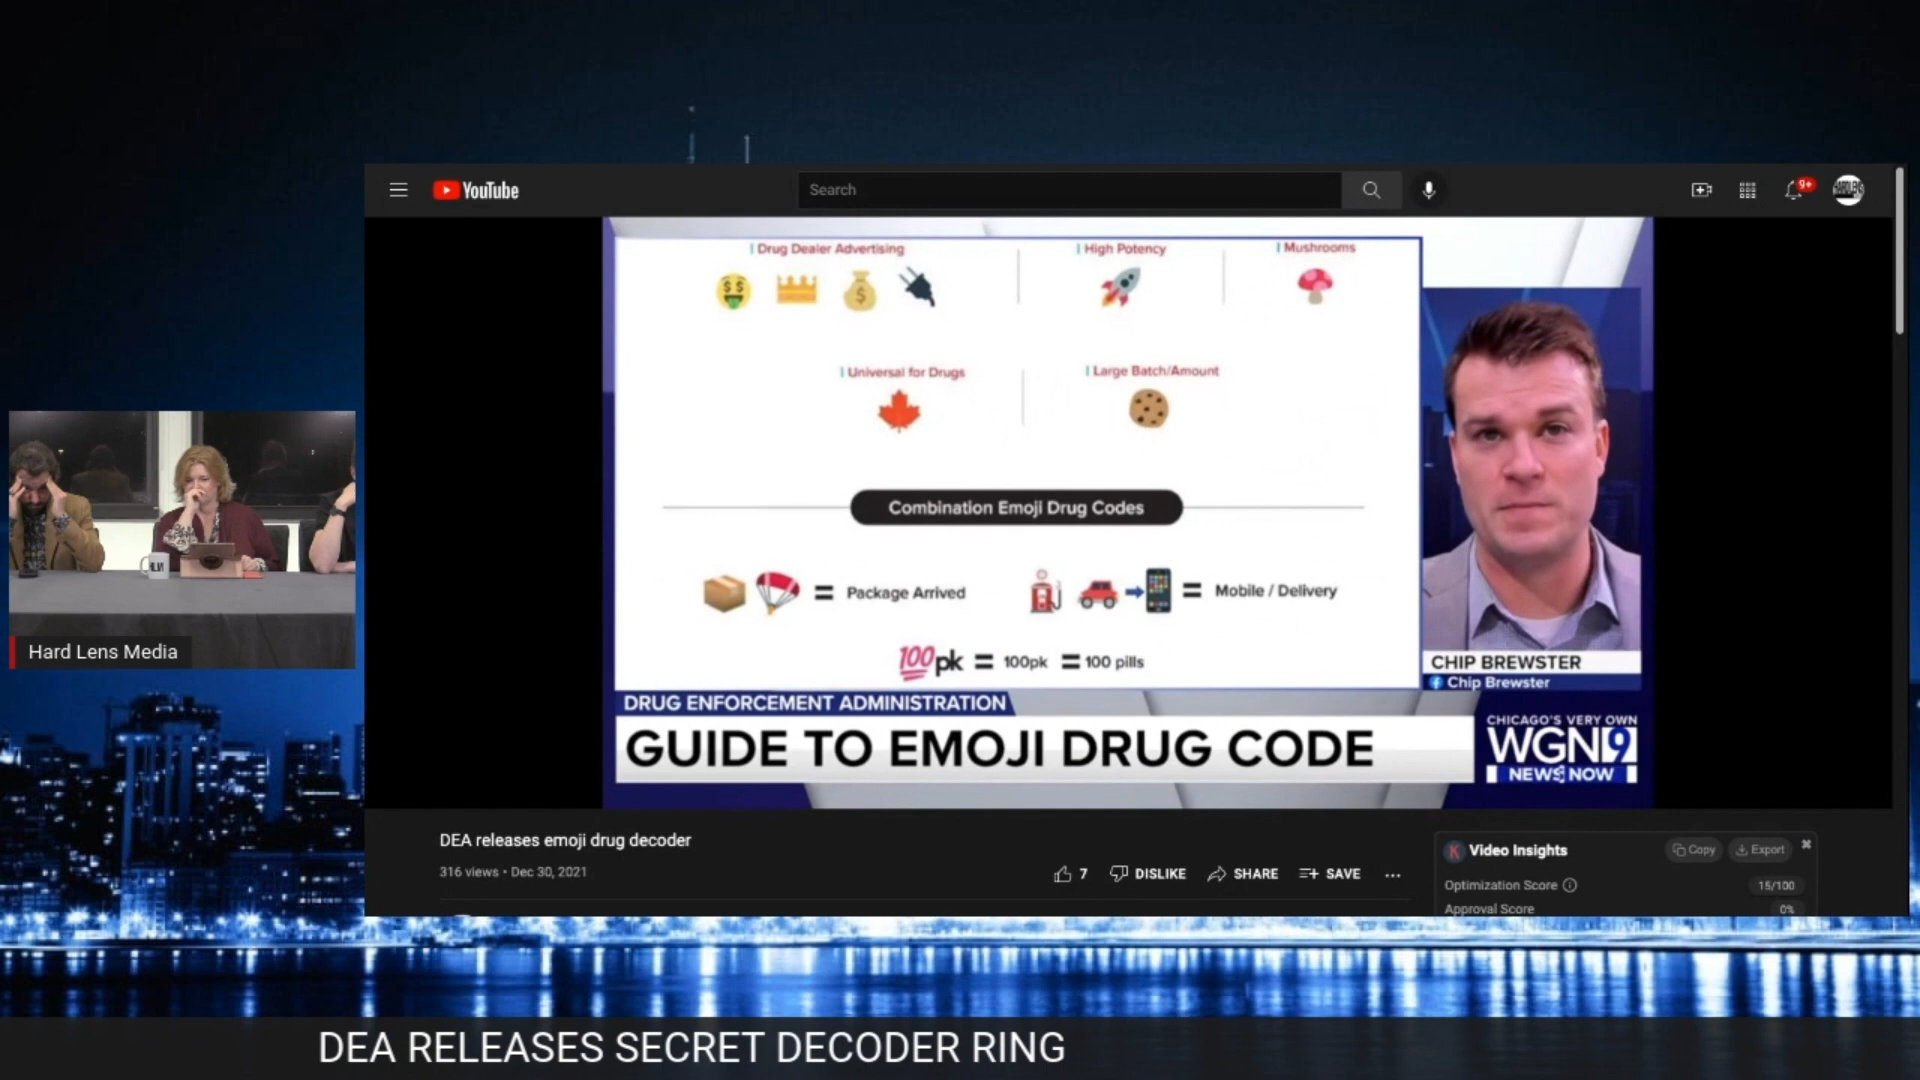 YouTube
Search
9+
Drug Dealer Advertising
High Potency
Mushrooms
Universal for Drugs
Large Batch/Amount
Combination Emoji Drug Codes
= Package Arrived
= Mobile / Delivery
100pk = 100pk = 100 pills
CHIP BREWSTER
Chip Brewster
DRUG ENFORCEMENT ADMINISTRATION
GUIDE TO EMOJI DRUG CODE
CHICAGO'S VERY OWN
WGN9
NEWS NOW
Hard Lens Media
DEA releases emoji drug decoder
316 views • Dec 30, 2021
7 DISLIKE SHARE SAVE ...
Video Insights
Copy Export
Optimization Score 15/100
Approval Score 0%
DEA RELEASES SECRET DECODER RING